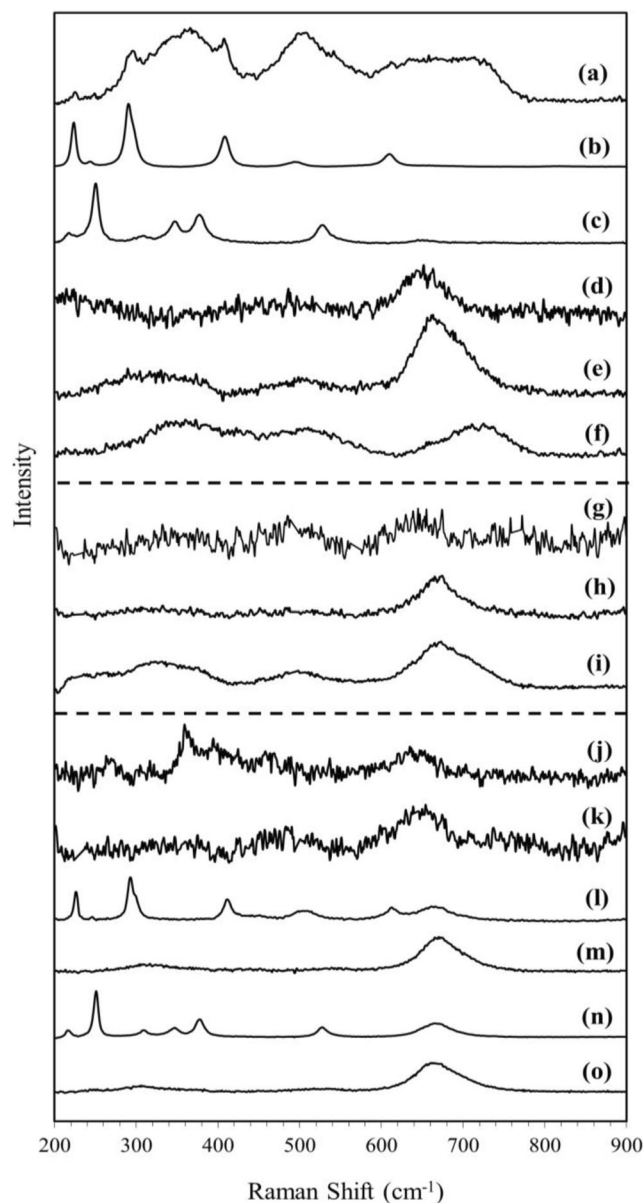 (a)
(b)
(c)
(d)
(e)
(f)
(g)
(h)
(i)
(j)
(k)
(l)
(m)
(n)
(o)
Intensity
200 300 400 500 600 700 800 900
Raman Shift (cm-1)